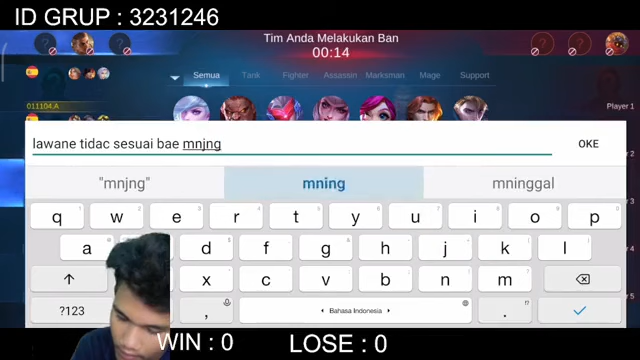 ID GRUP : 3231246
Tim Anda Melakukan Ban
00:14
Semua Tank Fighter Assassin Marksman Mage Support
011104.A
Player 1
lawane tidac sesuai bae mnjng
OKE
"mnjng" mning mninggal
q w e r t y u i o p
a d f g h j k l
x c v b n m
?123 , Bahasa Indonesia .
WIN : 0 LOSE : 0